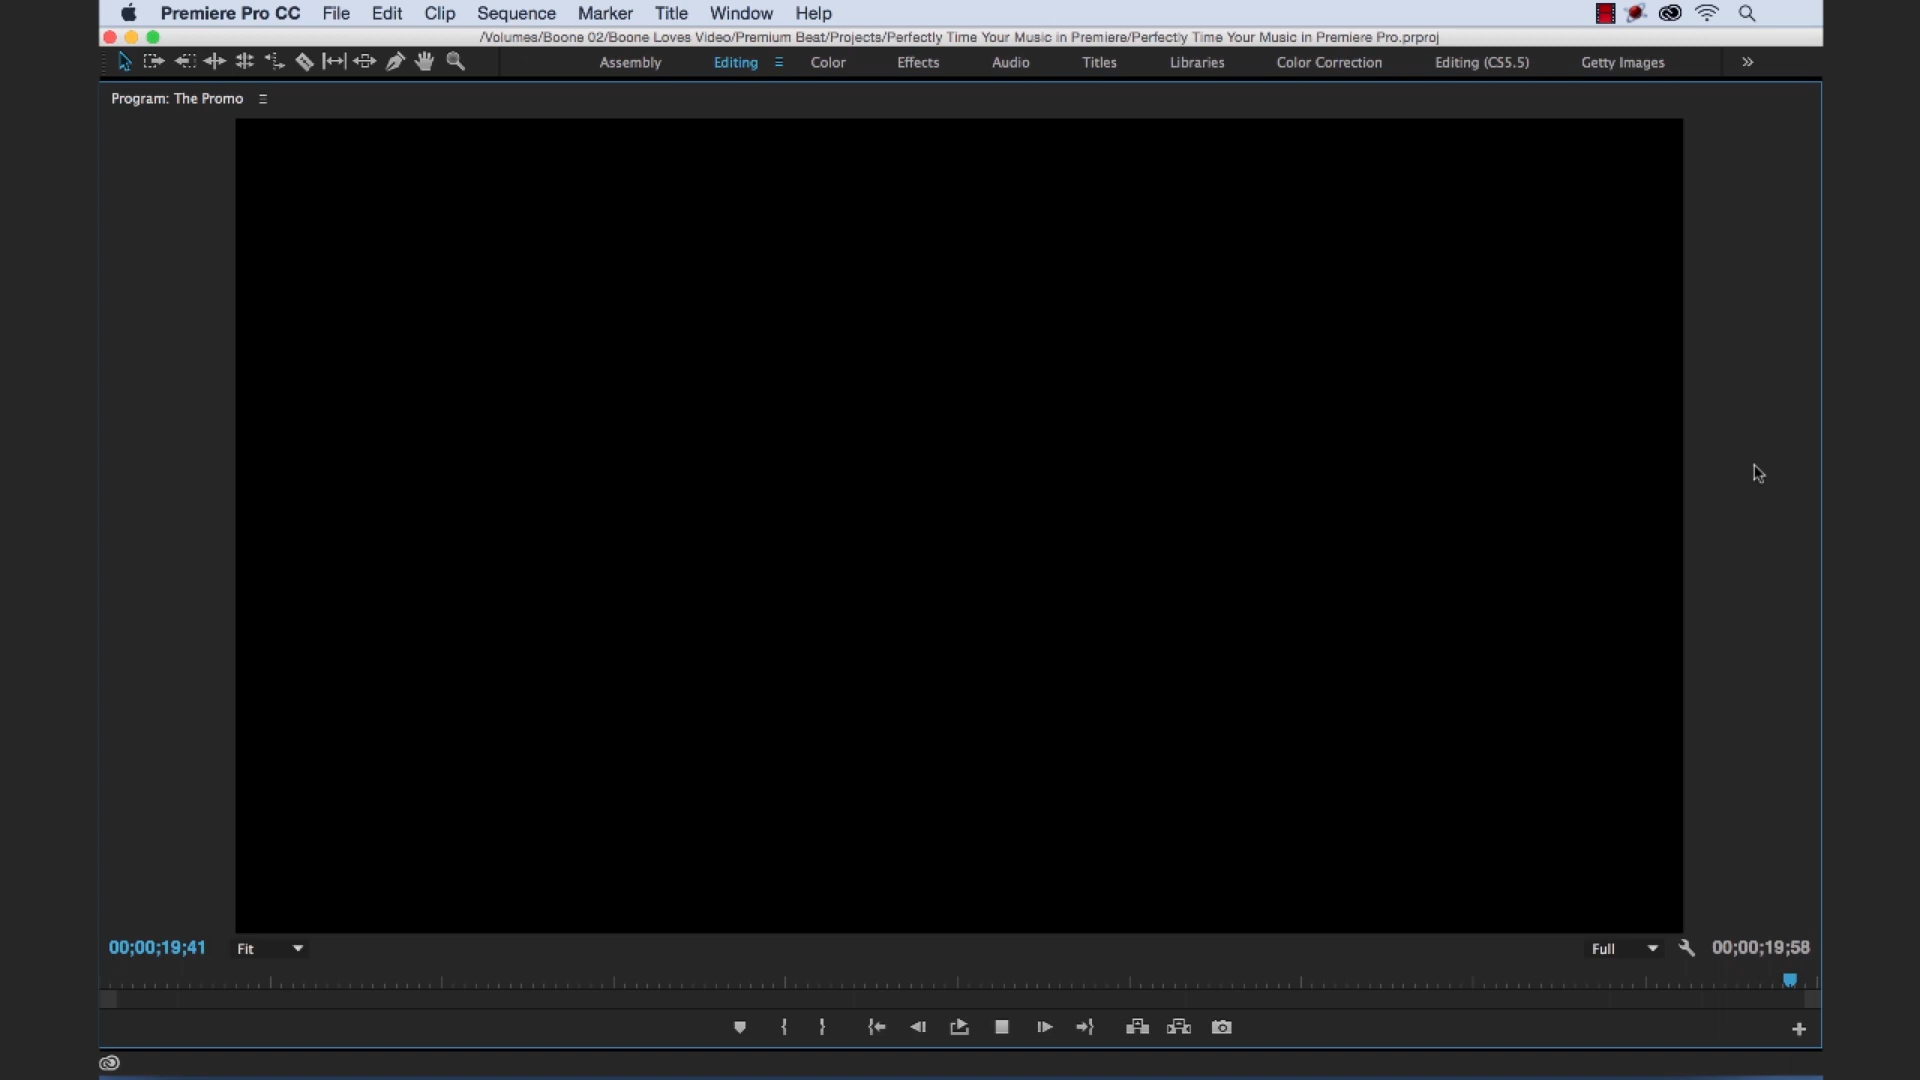 Premiere Pro CC File Edit Clip Sequence Marker Title Window Help
/Volumes/Boone 02/Boone Loves Video/Premium Beat/Projects/Perfectly Time Your Music in Premiere/Perfectly Time Your Music in Premiere Pro.prproj
Assembly Editing Color Effects Audio Titles Libraries Color Correction Editing (CS5.5) Getty Images
Program: The Promo
00;00;19;41 Fit Full 00;00;19;58